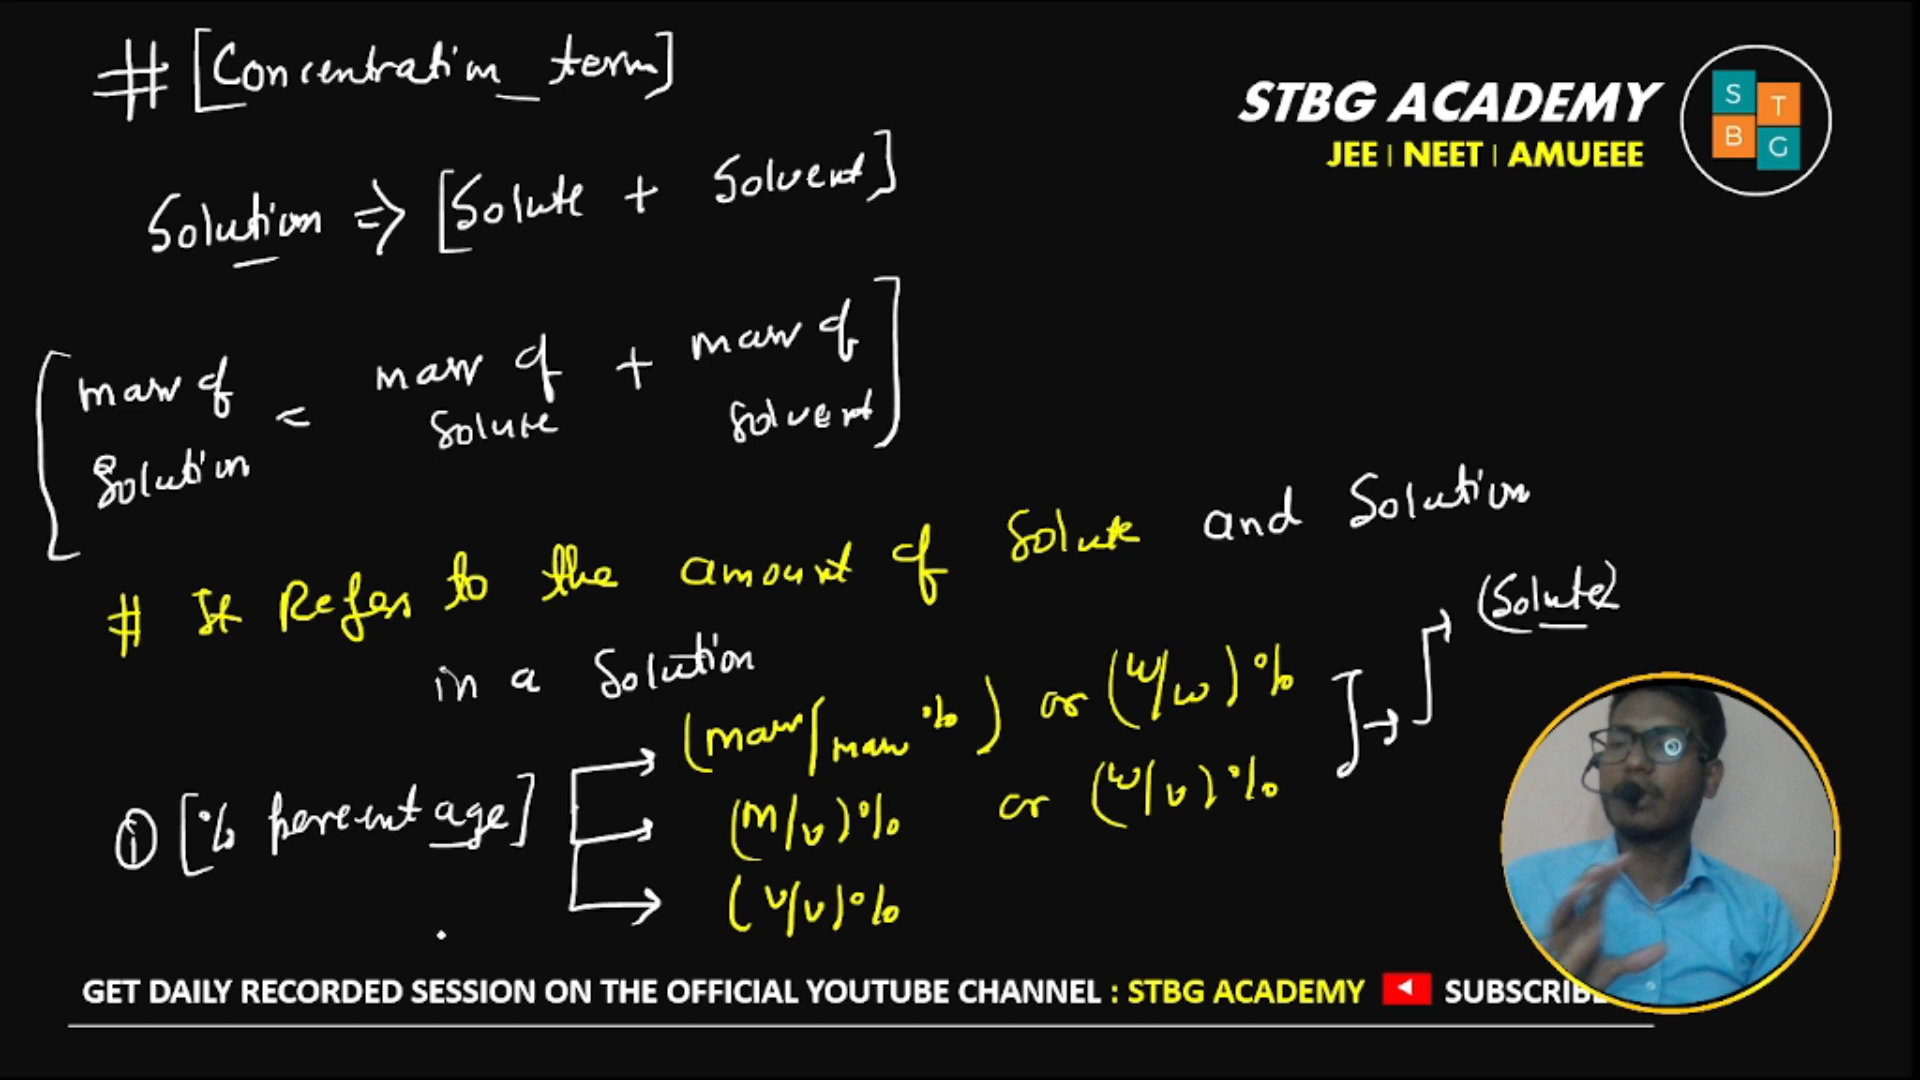 # [Concentration term]
STBG ACADEMY
JEE | NEET | AMUEEE
S T
B G
Solution => [Solute + Solvent]
mass of solution = mass of solute + mass of solvent
# It Refers to the amount of Solute and Solution
in a Solution
(Solute)
(mass/mass %) or (w/w)%
① [% percentage]
(m/v)% or (w/v)%
(v/v)%
GET DAILY RECORDED SESSION ON THE OFFICIAL YOUTUBE CHANNEL : STBG ACADEMY SUBSCRIBE